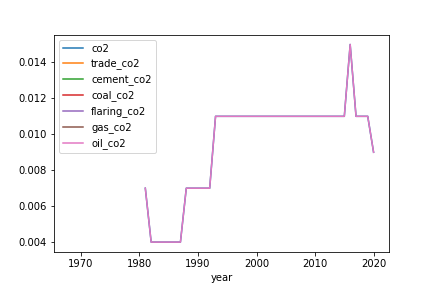 co2
trade_co2
cement_co2
coal_co2
flaring_co2
gas_co2
oil_co2
0.014
0.012
0.010
0.008
0.006
0.004
1970 1980 1990 2000 2010 2020
year